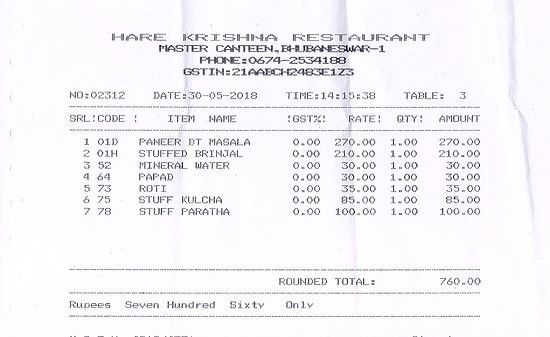 HARE KRISHNA RESTAURANT
MASTER CANTEEN,BHUBANESWAR-1
PHONE:0674-2534188
GSTIN:21AABCH2483E1Z3
NO:02312 DATE:30-05-2018 TIME:14:15:38 TABLE: 3
SRL!CODE ! ITEM NAME !GST%! RATE! QTY! AMOUNT
1 01D PANEER BT MASALA 0.00 270.00 1.00 270.00
2 01H STUFFED BRINJAL 0.00 210.00 1.00 210.00
3 52 MINERAL WATER 0.00 30.00 1.00 30.00
4 64 PAPAD 0.00 30.00 1.00 30.00
5 73 ROTI 0.00 35.00 1.00 35.00
6 75 STUFF KULCHA 0.00 85.00 1.00 85.00
7 78 STUFF PARATHA 0.00 100.00 1.00 100.00
ROUNDED TOTAL: 760.00
Rupees Seven Hundred Sixty Only